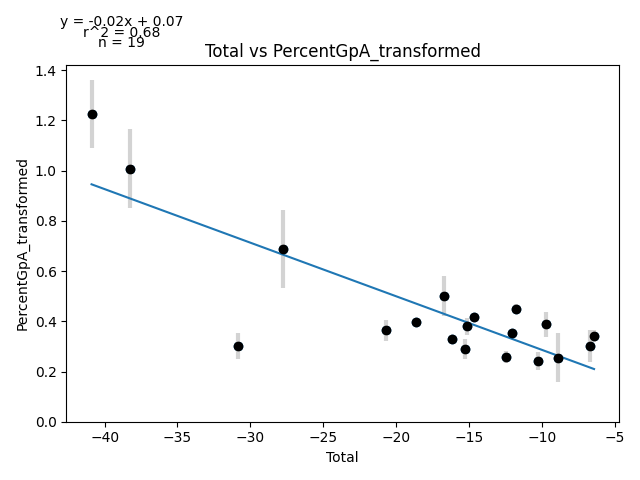 y = -0.02x + 0.07
r^2 = 0.68
n = 19
Total vs PercentGpA_transformed
PercentGpA_transformed
1.4
1.2
1.0
0.8
0.6
0.4
0.2
0.0
−40 −35 −30 −25 −20 −15 −10 −5
Total